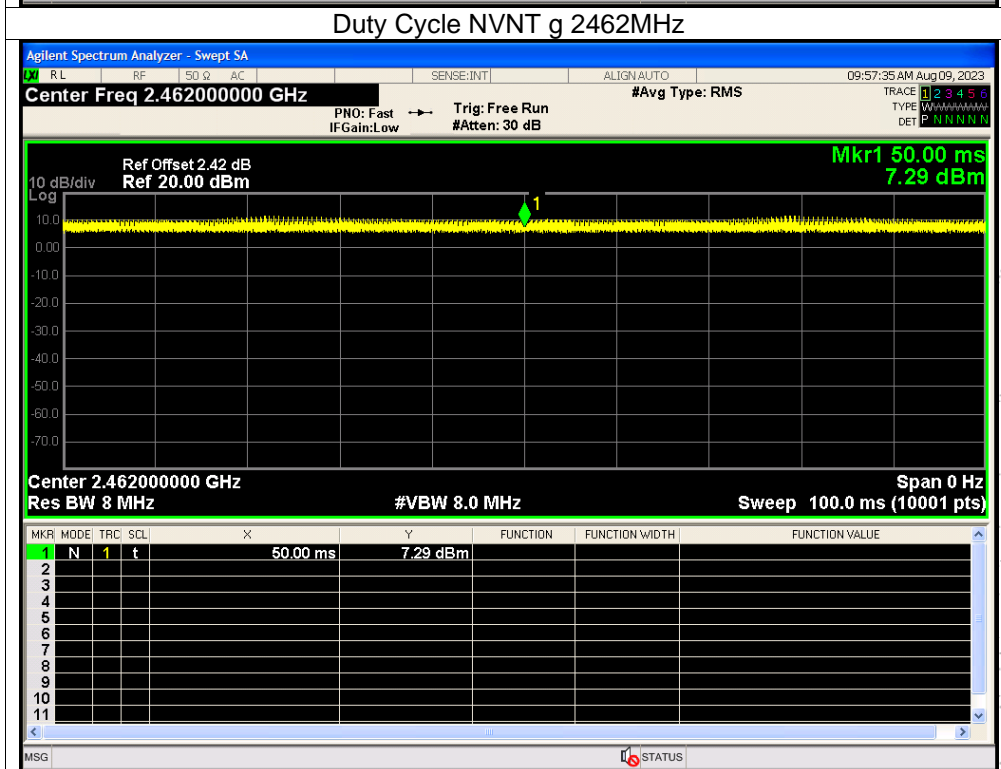 Duty Cycle NVNT g 2462MHz
Agilent Spectrum Analyzer - Swept SA
LXI RL RF 50 Ω AC SENSE:INT ALIGN AUTO 09:57:35 AM Aug 09, 2023
Center Freq 2.462000000 GHz #Avg Type: RMS TRACE 1 2 3 4 5 6
PNO: Fast Trig: Free Run TYPE WWWWWW
IFGain:Low #Atten: 30 dB DET P N N N N N
Mkr1 50.00 ms
Ref Offset 2.42 dB
10 dB/div Ref 20.00 dBm 7.29 dBm
Log
1
10.0
0.00
-10.0
-20.0
-30.0
-40.0
-50.0
-60.0
-70.0
Center 2.462000000 GHz Span 0 Hz
Res BW 8 MHz #VBW 8.0 MHz Sweep 100.0 ms (10001 pts)
MKR MODE TRC SCL X Y FUNCTION FUNCTION WIDTH FUNCTION VALUE
1 N 1 t 50.00 ms 7.29 dBm
2
3
4
5
6
7
8
9
10
11
MSG STATUS